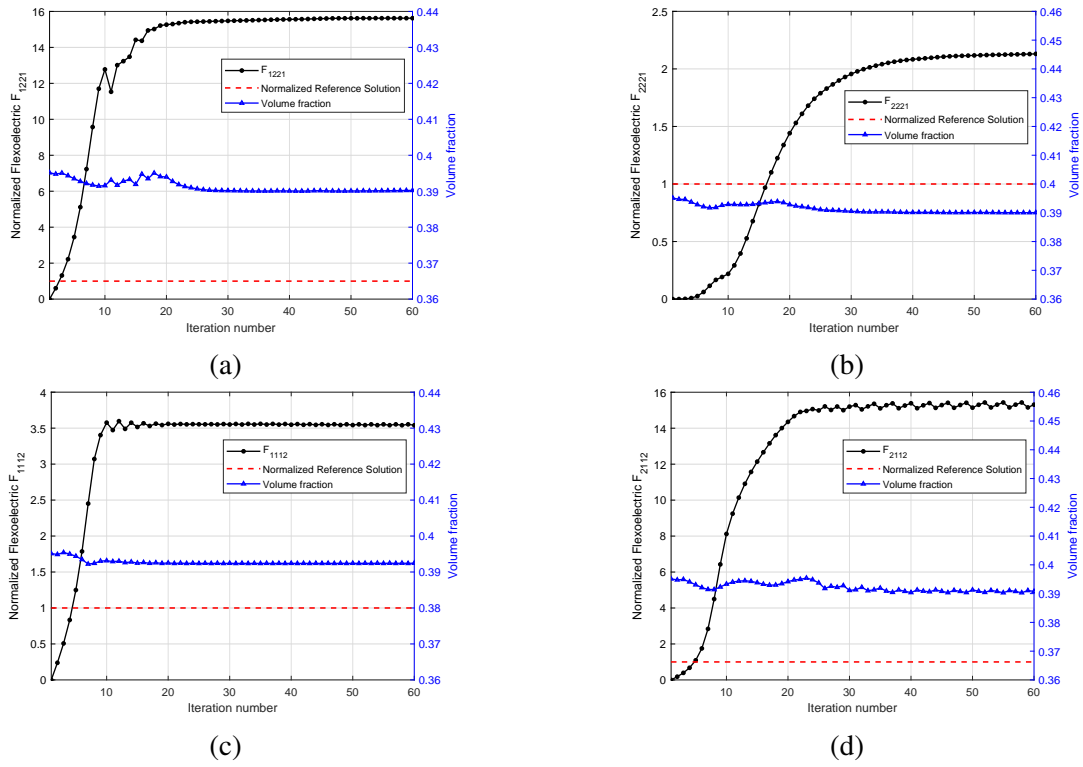 16
14
12
10
8
6
4
2
0
Normalized Flexoelectric F1221
0.44
0.43
0.42
0.41
0.4
0.39
0.38
0.37
0.36
Volume fraction
F1221
Normalized Reference Solution
Volume fraction
10 20 30 40 50 60
Iteration number
(a)
2.5
2
1.5
1
0.5
0
Normalized Flexoelectric F2221
0.46
0.45
0.44
0.43
0.42
0.41
0.4
0.39
0.38
0.37
0.36
Volume fraction
F2221
Normalized Reference Solution
Volume fraction
10 20 30 40 50 60
Iteration number
(b)
4
3.5
3
2.5
2
1.5
1
0.5
0
Normalized Flexoelectric F1112
0.44
0.43
0.42
0.41
0.4
0.39
0.38
0.37
0.36
Volume fraction
F1112
Normalized Reference Solution
Volume fraction
10 20 30 40 50 60
Iteration number
(c)
16
14
12
10
8
6
4
2
0
Normalized Flexoelectric F2112
0.46
0.45
0.44
0.43
0.42
0.41
0.4
0.39
0.38
0.37
0.36
Volume fraction
F2112
Normalized Reference Solution
Volume fraction
10 20 30 40 50 60
Iteration number
(d)